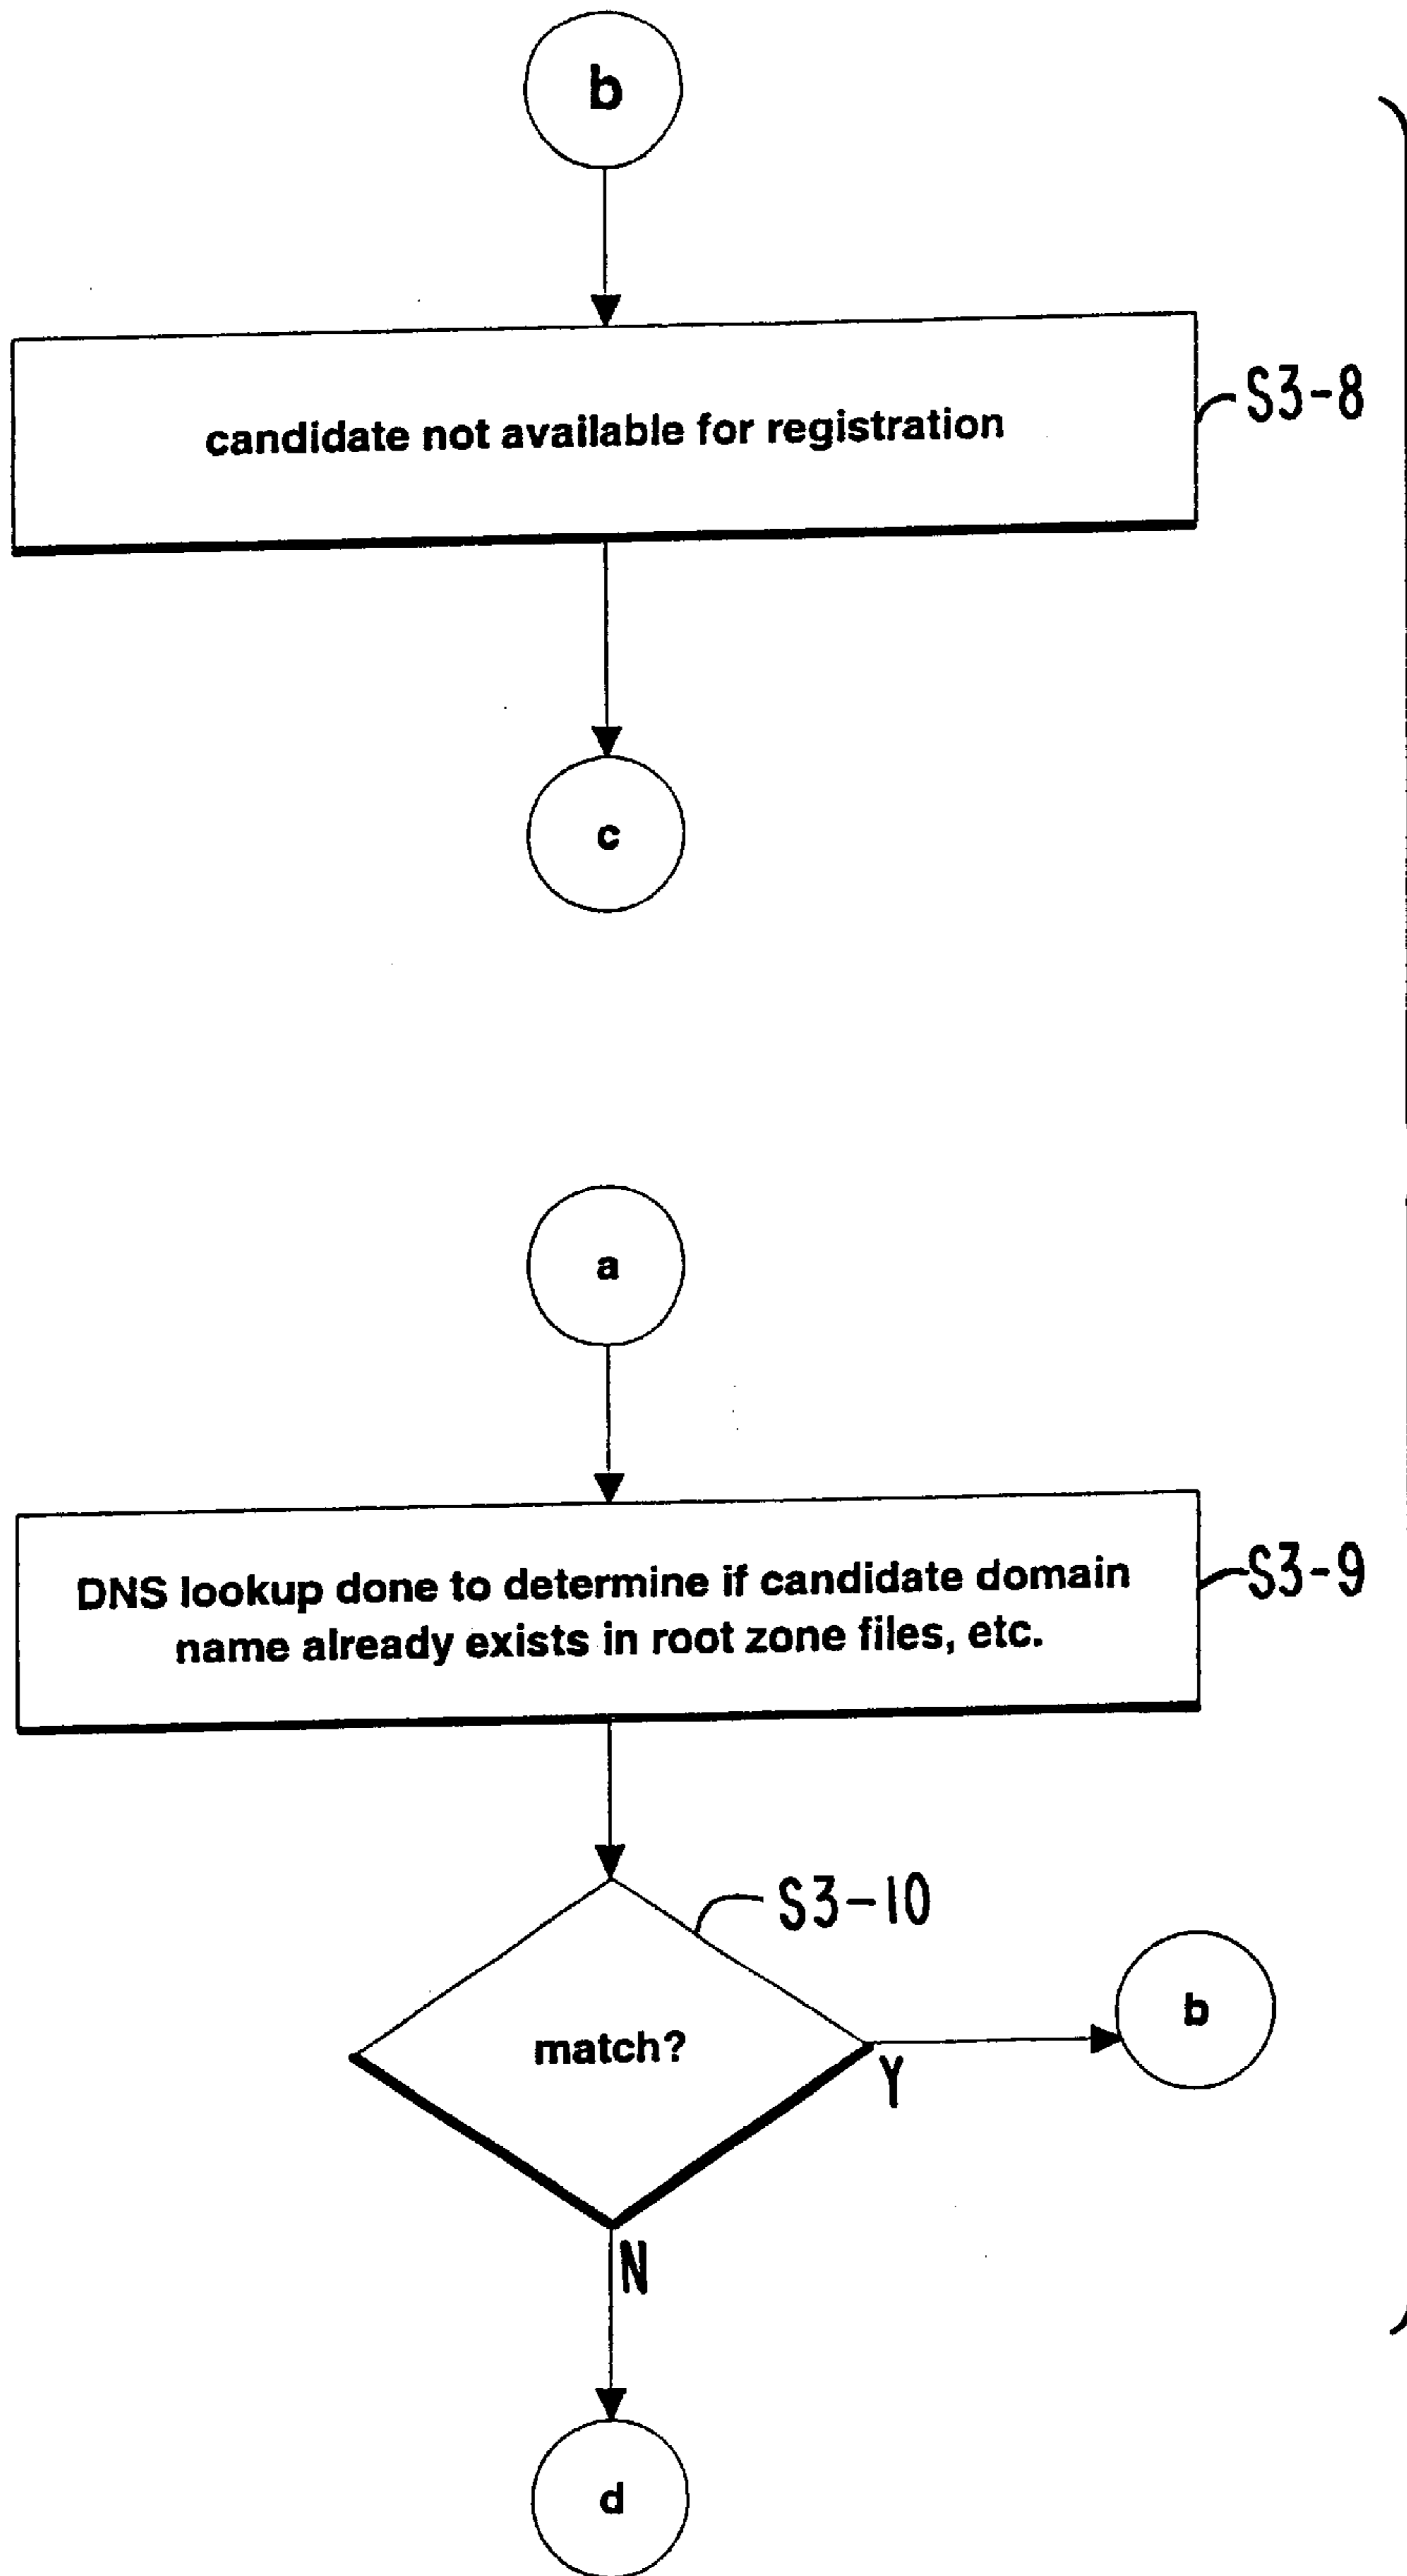 b
candidate not available for registration
S3-8
c
a
DNS lookup done to determine if candidate domain
name already exists in root zone files, etc.
S3-9
S3-10
match?
Y
b
N
d